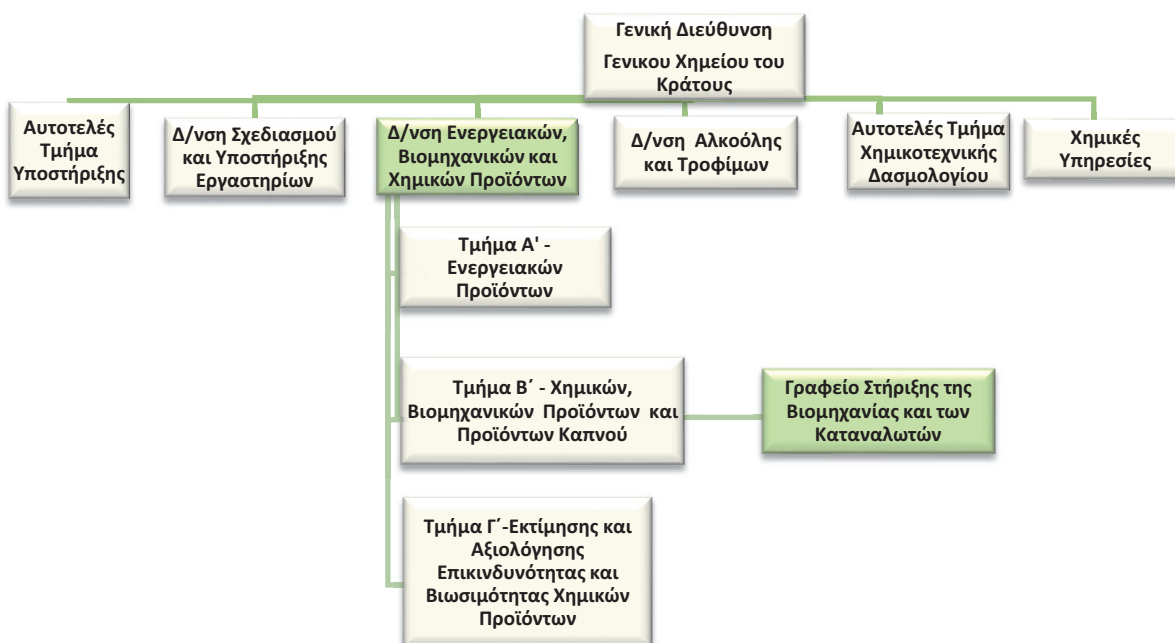 Γενική Διεύθυνση
Γενικου Χημείου του
Κράτους
Αυτοτελές
Τμήμα
Υποστήριξης
Δ/νση Σχεδιασμού
και Υποστήριξης
Εργαστηρίων
Δ/νση Ενεργειακών,
Βιομηχανικών και
Χημικών Προϊόντων
Δ/νση Αλκοόλης
και Τροφίμων
Αυτοτελές Τμήμα
Χημικοτεχνικής
Δασμολογίου
Χημικές
Υπηρεσίες
Τμήμα Α' -
Ενεργειακών
Προϊόντων
Τμήμα Β΄ - Χημικών,
Βιομηχανικών Προϊόντων και
Προϊόντων Καπνού
Γραφείο Στήριξης της
Βιομηχανίας και των
Καταναλωτών
Τμήμα Γ΄-Εκτίμησης και
Αξιολόγησης
Επικινδυνότητας και
Βιωσιμότητας Χημικών
Προϊόντων